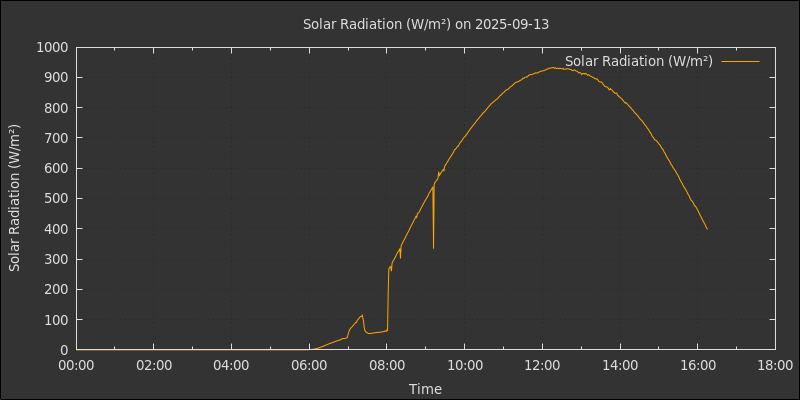 Solar Radiation (W/m²) on 2025-09-13
Solar Radiation (W/m²)
Solar Radiation (W/m²)
1000
900
800
700
600
500
400
300
200
100
0
00:00 02:00 04:00 06:00 08:00 10:00 12:00 14:00 16:00 18:00
Time